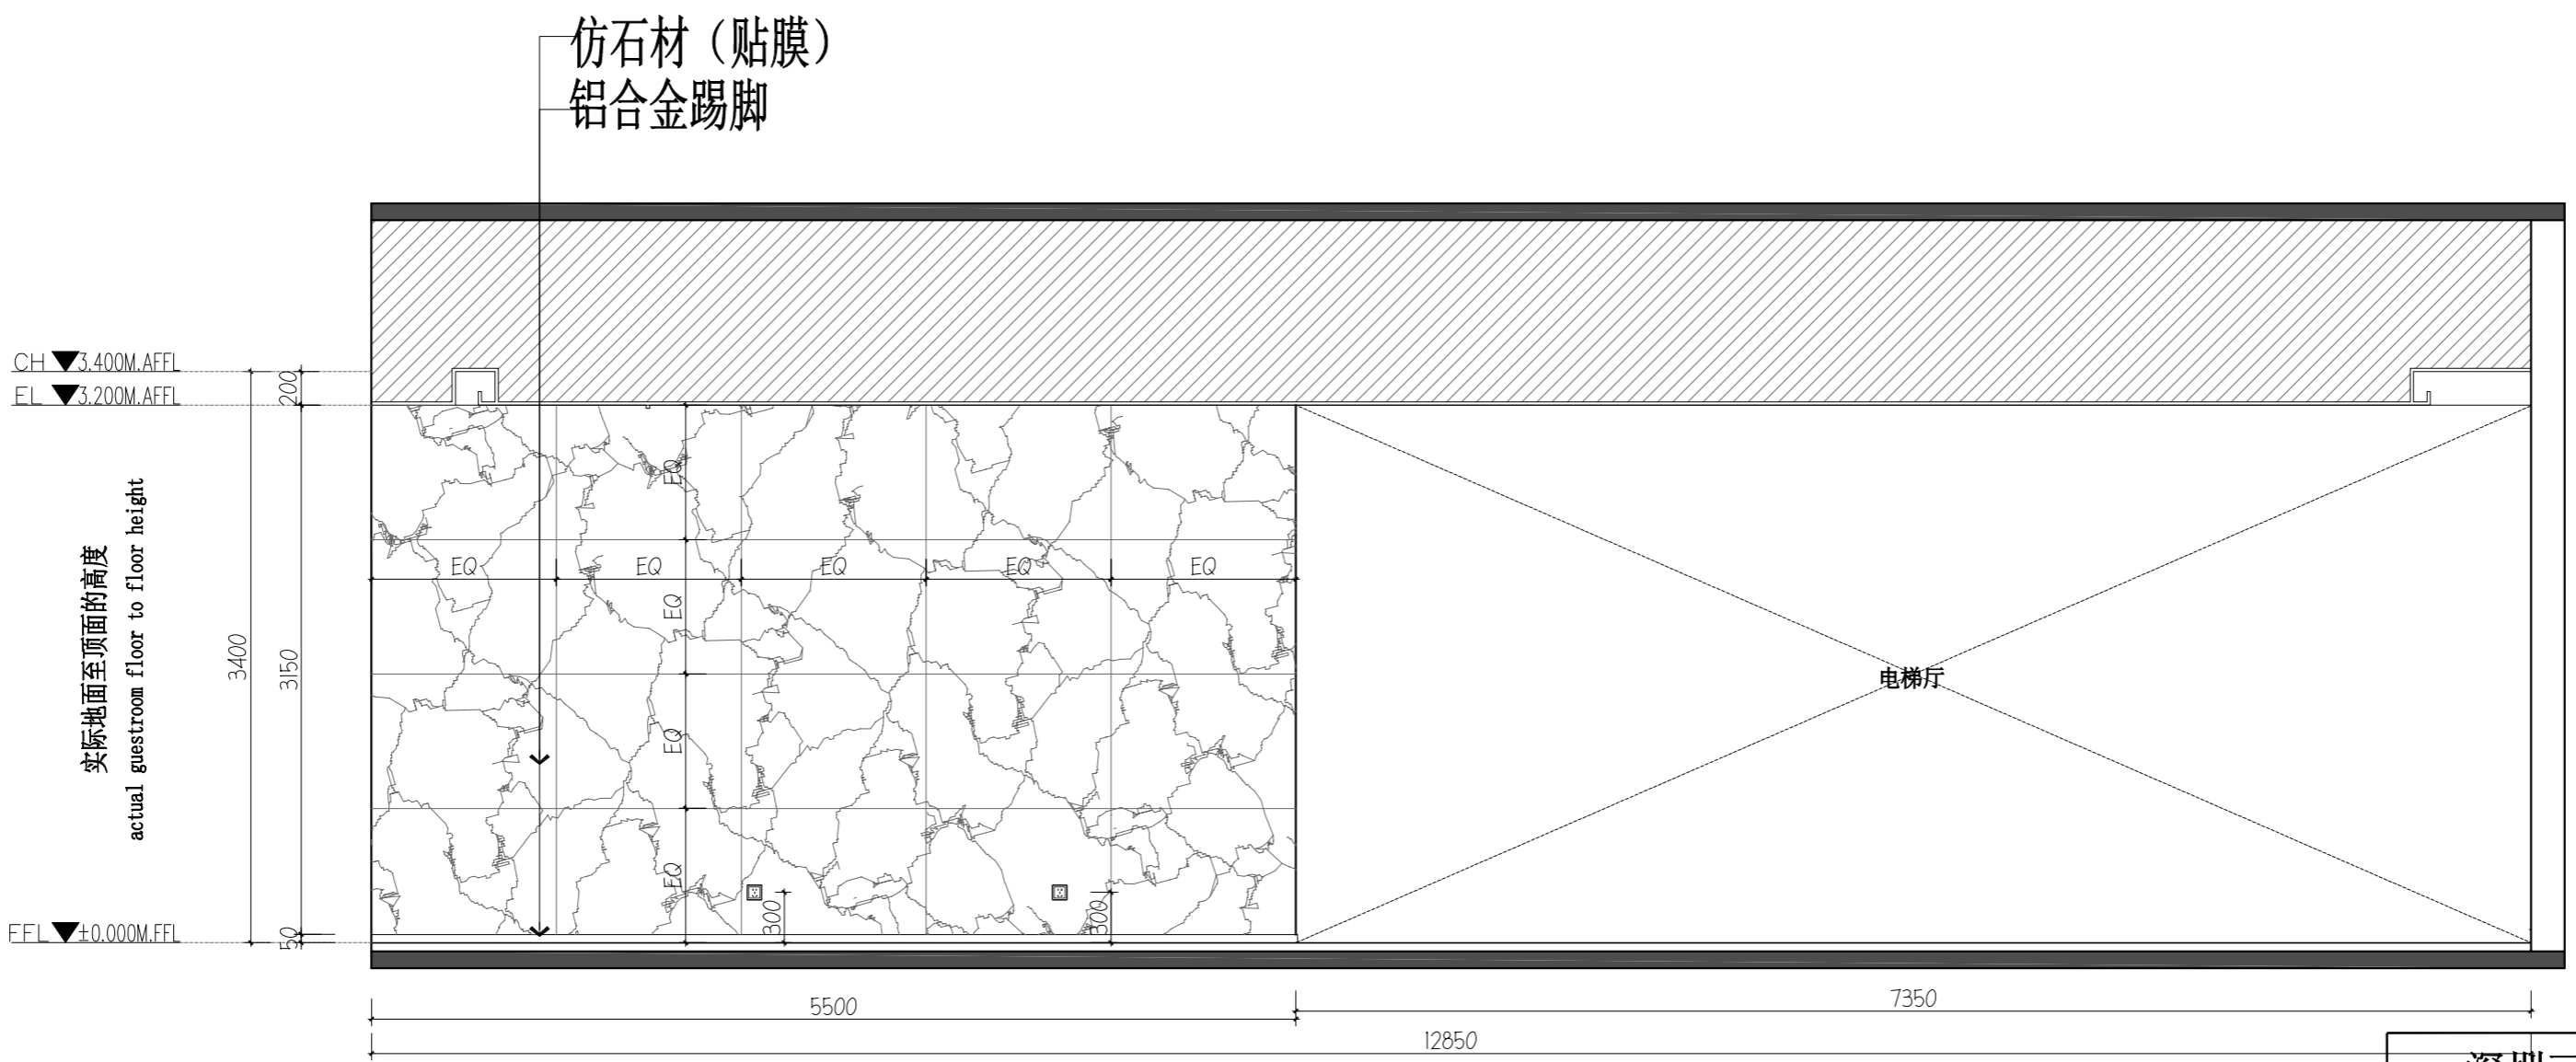 仿石材（贴膜）
铝合金踢脚
CH 3.400M.AFFL
EL 3.200M.AFFL
200
实际地面至顶面的高度
actual guestroom floor to floor height
3400
3150
EQ
EQ EQ EQ EQ EQ
EQ
电梯厅
EQ
EQ
300
300
FFL ±0.000M.FFL
50
5500
7350
12850